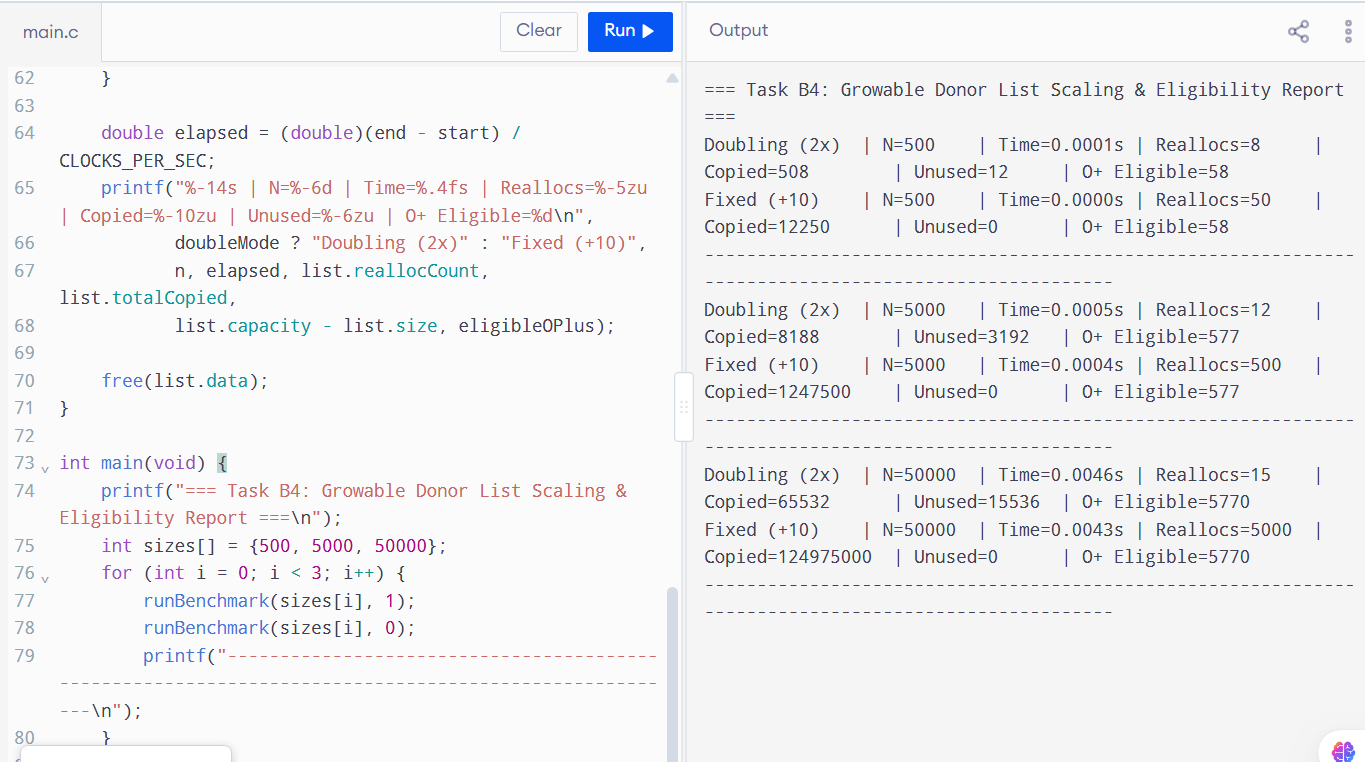 main.c
Clear
Run
Output
62 }
63
64 double elapsed = (double)(end - start) /
CLOCKS_PER_SEC;
65 printf("%-14s | N=%-6d | Time=%.4fs | Reallocs=%-5zu
| Copied=%-10zu | Unused=%-6zu | O+ Eligible=%d\n",
66 doubleMode ? "Doubling (2x)" : "Fixed (+10)",
67 n, elapsed, list.reallocCount,
list.totalCopied,
68 list.capacity - list.size, eligibleOPlus);
69
70 free(list.data);
71 }
72
73 int main(void) {
74 printf("=== Task B4: Growable Donor List Scaling &
Eligibility Report ===\n");
75 int sizes[] = {500, 5000, 50000};
76 for (int i = 0; i < 3; i++) {
77 runBenchmark(sizes[i], 1);
78 runBenchmark(sizes[i], 0);
79 printf("-----------------------------------------
---------------------------------------------------------
---\n");
80 }
=== Task B4: Growable Donor List Scaling & Eligibility Report
===
Doubling (2x) | N=500 | Time=0.0001s | Reallocs=8 |
Copied=508 | Unused=12 | O+ Eligible=58
Fixed (+10) | N=500 | Time=0.0000s | Reallocs=50 |
Copied=12250 | Unused=0 | O+ Eligible=58
--------------------------------------------------------------
---------------------------------------
Doubling (2x) | N=5000 | Time=0.0005s | Reallocs=12 |
Copied=8188 | Unused=3192 | O+ Eligible=577
Fixed (+10) | N=5000 | Time=0.0004s | Reallocs=500 |
Copied=1247500 | Unused=0 | O+ Eligible=577
--------------------------------------------------------------
---------------------------------------
Doubling (2x) | N=50000 | Time=0.0046s | Reallocs=15 |
Copied=65532 | Unused=15536 | O+ Eligible=5770
Fixed (+10) | N=50000 | Time=0.0043s | Reallocs=5000 |
Copied=124975000 | Unused=0 | O+ Eligible=5770
--------------------------------------------------------------
---------------------------------------